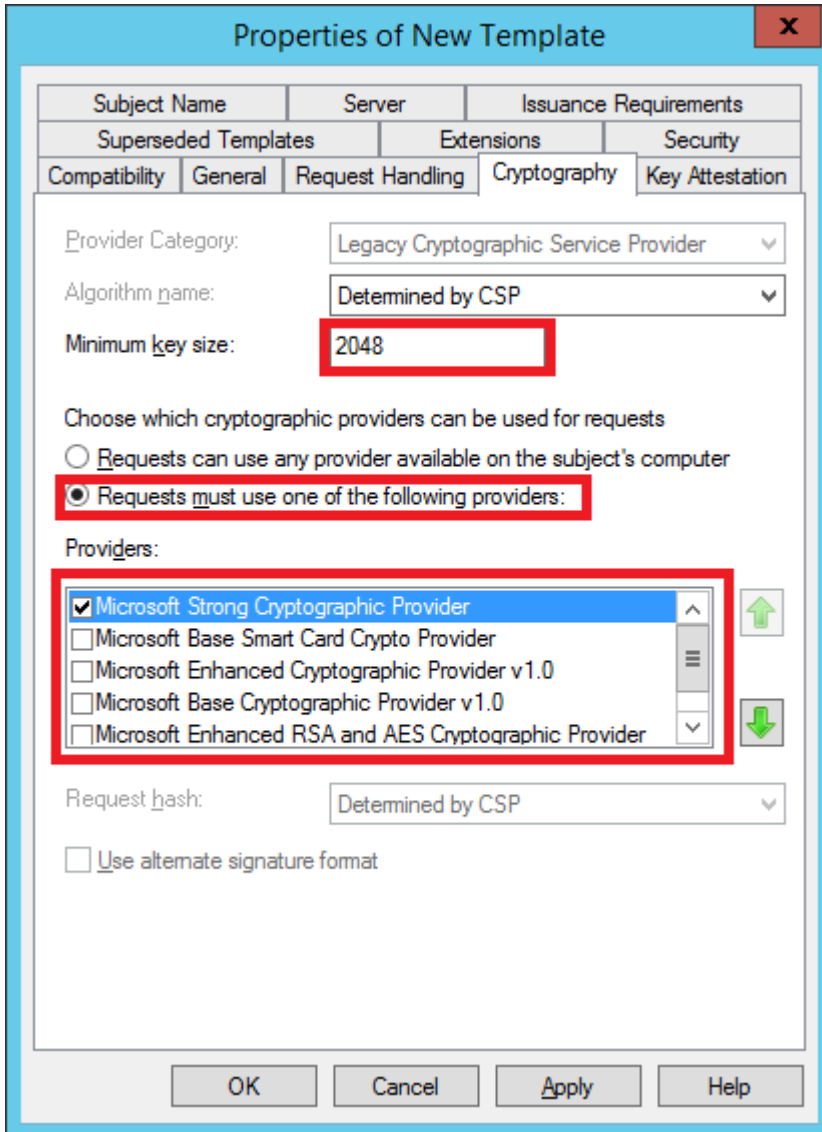 Properties of New Template
x
Subject Name Server Issuance Requirements
Superseded Templates Extensions Security
Compatibility General Request Handling Cryptography Key Attestation
Provider Category: Legacy Cryptographic Service Provider
Algorithm name: Determined by CSP
Minimum key size: 2048
Choose which cryptographic providers can be used for requests
Requests can use any provider available on the subject's computer
Requests must use one of the following providers:
Providers:
Microsoft Strong Cryptographic Provider
Microsoft Base Smart Card Crypto Provider
Microsoft Enhanced Cryptographic Provider v1.0
Microsoft Base Cryptographic Provider v1.0
Microsoft Enhanced RSA and AES Cryptographic Provider
Request hash: Determined by CSP
Use alternate signature format
OK Cancel Apply Help